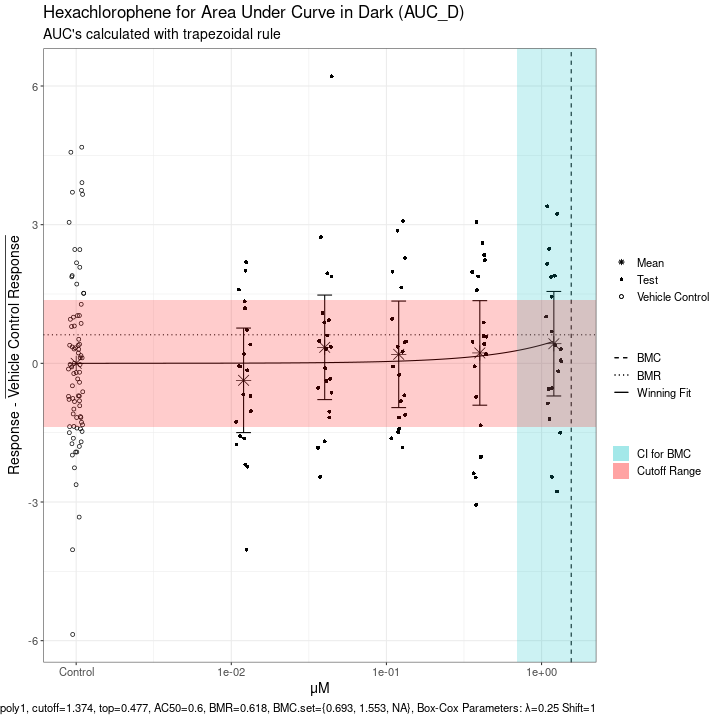 Hexachlorophene for Area Under Curve in Dark (AUC_D)
AUC's calculated with trapezoidal rule
Response - Vehicle Control Response
6
3
0
-3
-6
Control
1e-02
1e-01
1e+00
µM
Mean
Test
Vehicle Control
BMC
BMR
Winning Fit
CI for BMC
Cutoff Range
poly1, cutoff=1.374, top=0.477, AC50=0.6, BMR=0.618, BMC.set={0.693, 1.553, NA}, Box-Cox Parameters: λ=0.25 Shift=1